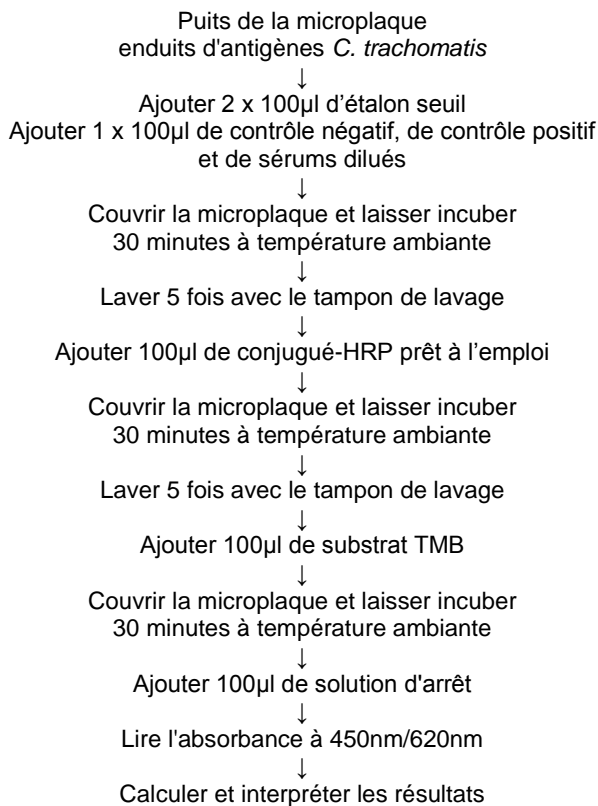 Puits de la microplaque
enduits d'antigènes C. trachomatis
↓
Ajouter 2 x 100µl d’étalon seuil
Ajouter 1 x 100µl de contrôle négatif, de contrôle positif
et de sérums dilués
↓
Couvrir la microplaque et laisser incuber
30 minutes à température ambiante
↓
Laver 5 fois avec le tampon de lavage
↓
Ajouter 100µl de conjugué-HRP prêt à l’emploi
↓
Couvrir la microplaque et laisser incuber
30 minutes à température ambiante
↓
Laver 5 fois avec le tampon de lavage
↓
Ajouter 100µl de substrat TMB
↓
Couvrir la microplaque et laisser incuber
30 minutes à température ambiante
↓
Ajouter 100µl de solution d'arrêt
↓
Lire l'absorbance à 450nm/620nm
↓
Calculer et interpréter les résultats